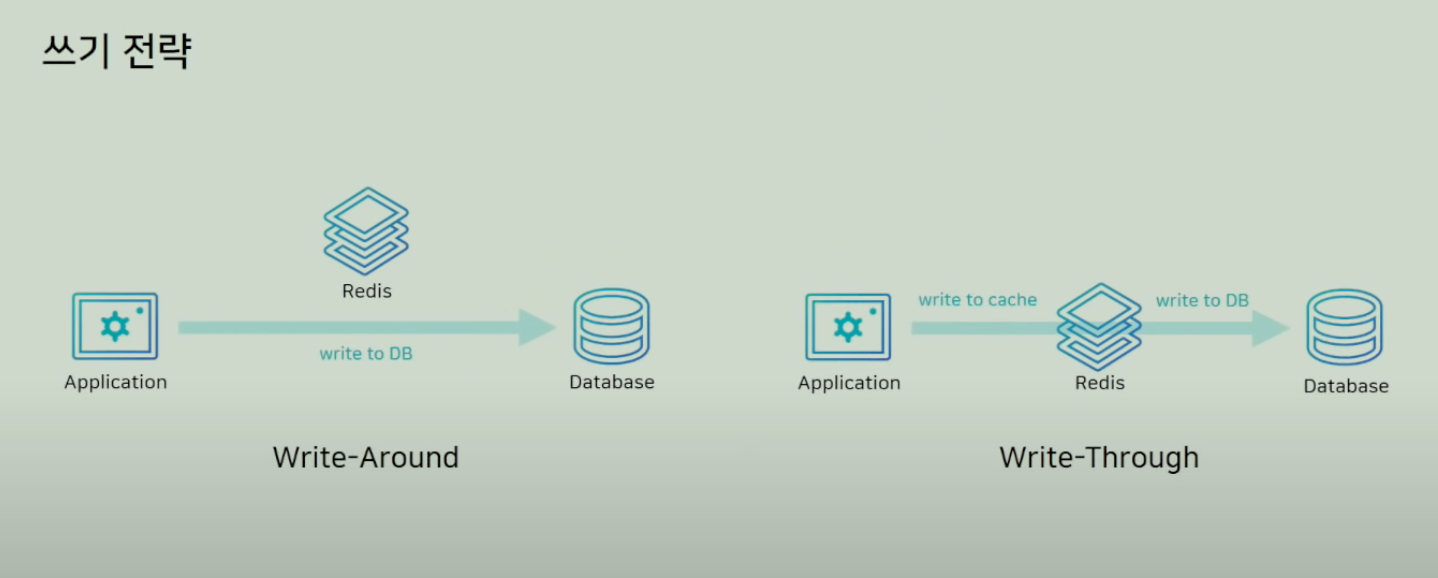 쓰기 전략
Redis
write to DB
Application
Database
Write-Around
write to cache
write to DB
Application
Redis
Database
Write-Through